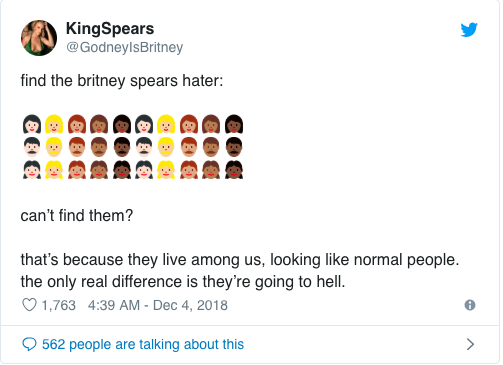 KingSpears
@GodneyIsBritney
find the britney spears hater:
👩🏻👩🏼👩🏽👩🏾👩🏿👩🏻👩🏼👩🏽👩🏾👩🏿
👨🏻👨🏼👨🏽👨🏾👨🏿👨🏻👨🏼👨🏽👨🏾👨🏿
👧🏻👧🏼👧🏽👧🏾👧🏿👧🏻👧🏼👧🏽👧🏾👧🏿
can’t find them?
that’s because they live among us, looking like normal people.
the only real difference is they’re going to hell.
1,763 4:39 AM - Dec 4, 2018
562 people are talking about this